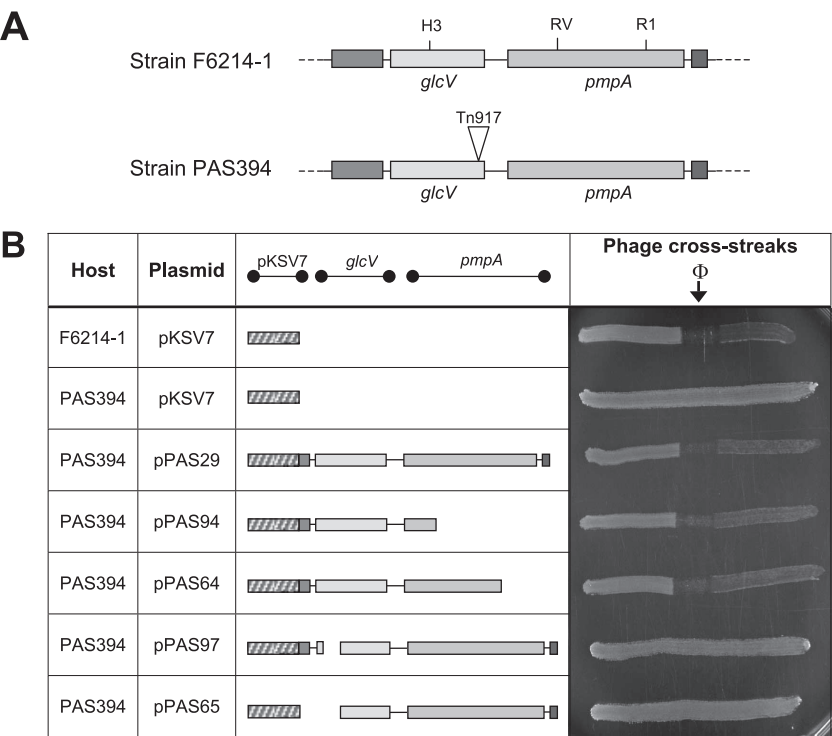 A
H3 RV R1
Strain F6214-1
glcV pmpA
Tn917
Strain PAS394
glcV pmpA
B
Host Plasmid pKSV7 glcV pmpA Phage cross-streaks
Φ
F6214-1 pKSV7
PAS394 pKSV7
PAS394 pPAS29
PAS394 pPAS94
PAS394 pPAS64
PAS394 pPAS97
PAS394 pPAS65